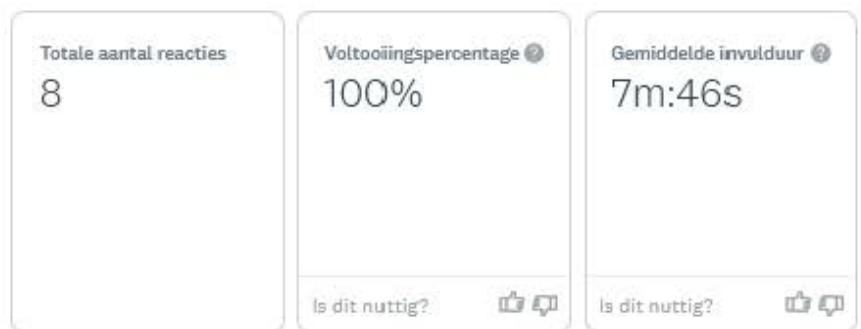 Totale aantal reacties
8
Voltooiingspercentage
100%
Is dit nuttig?
Gemiddelde invulduur
7m:46s
Is dit nuttig?